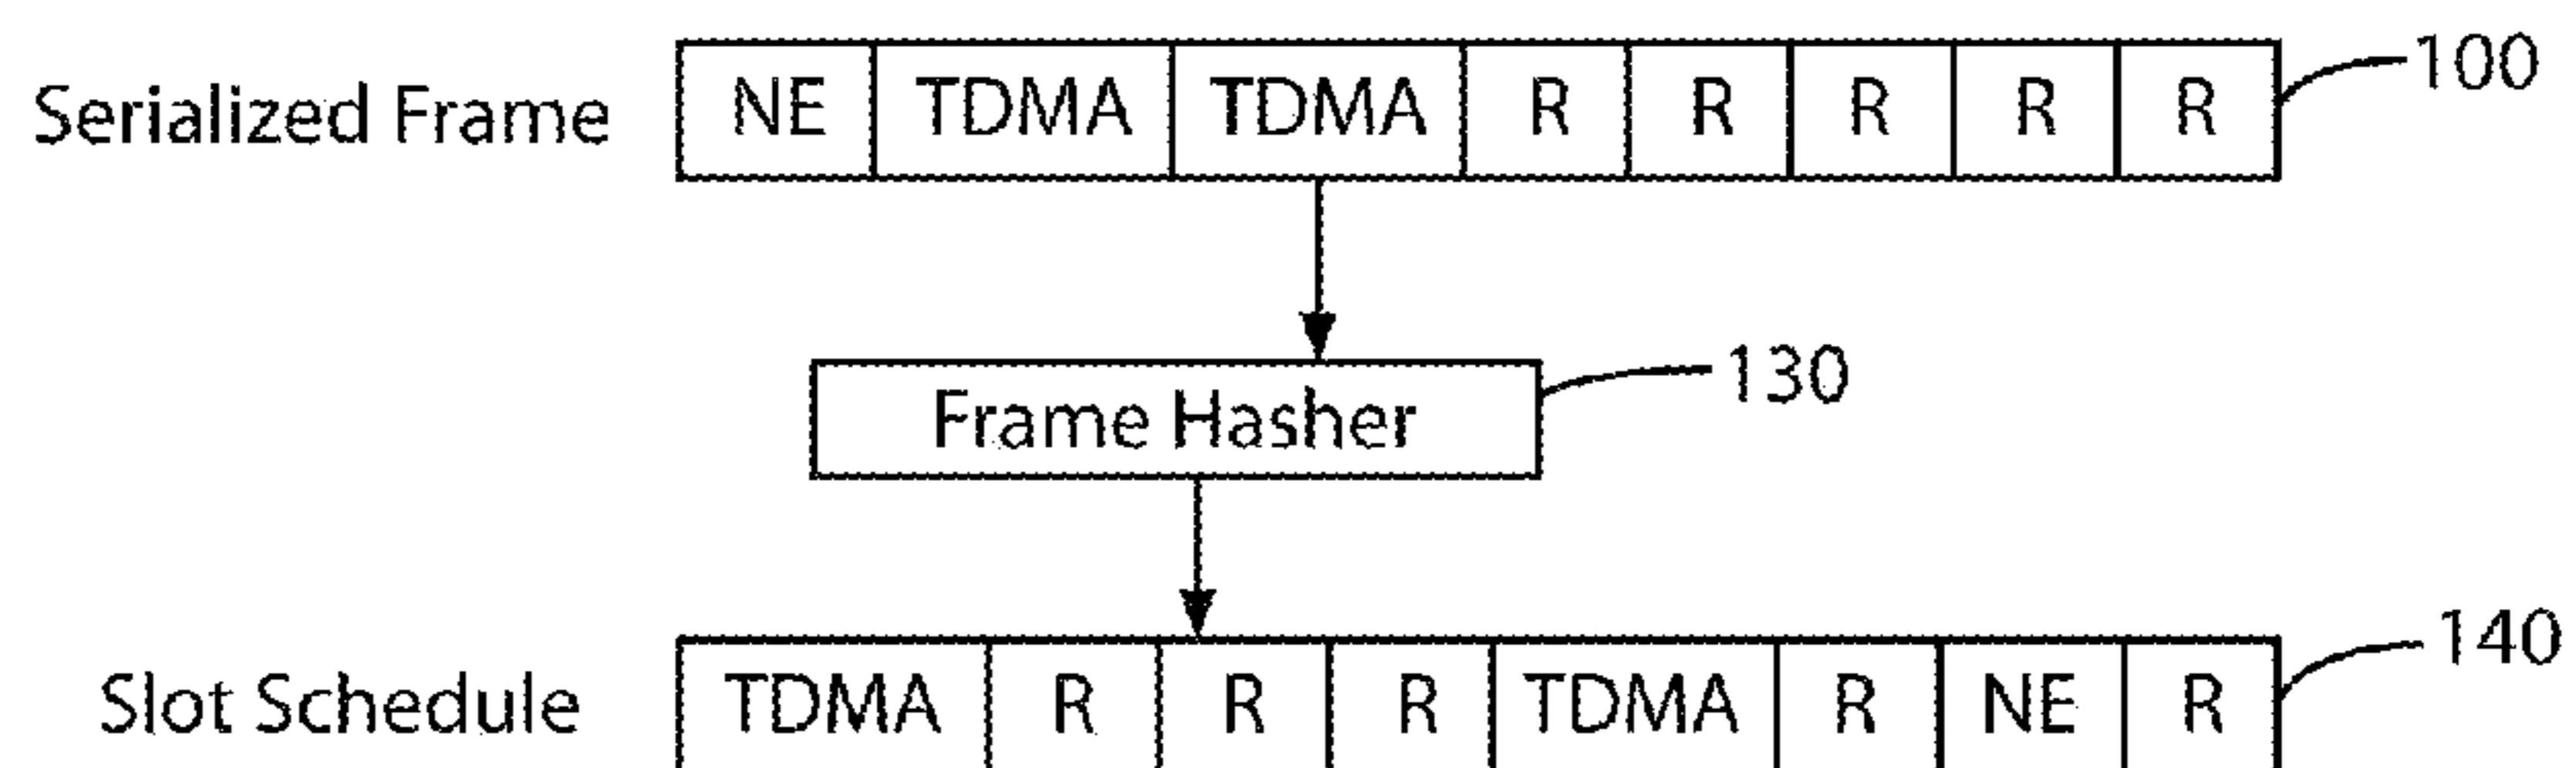 Serialized Frame NE TDMA TDMA R R R R R 100
Frame Hasher 130
Slot Schedule TDMA R R R TDMA R NE R 140